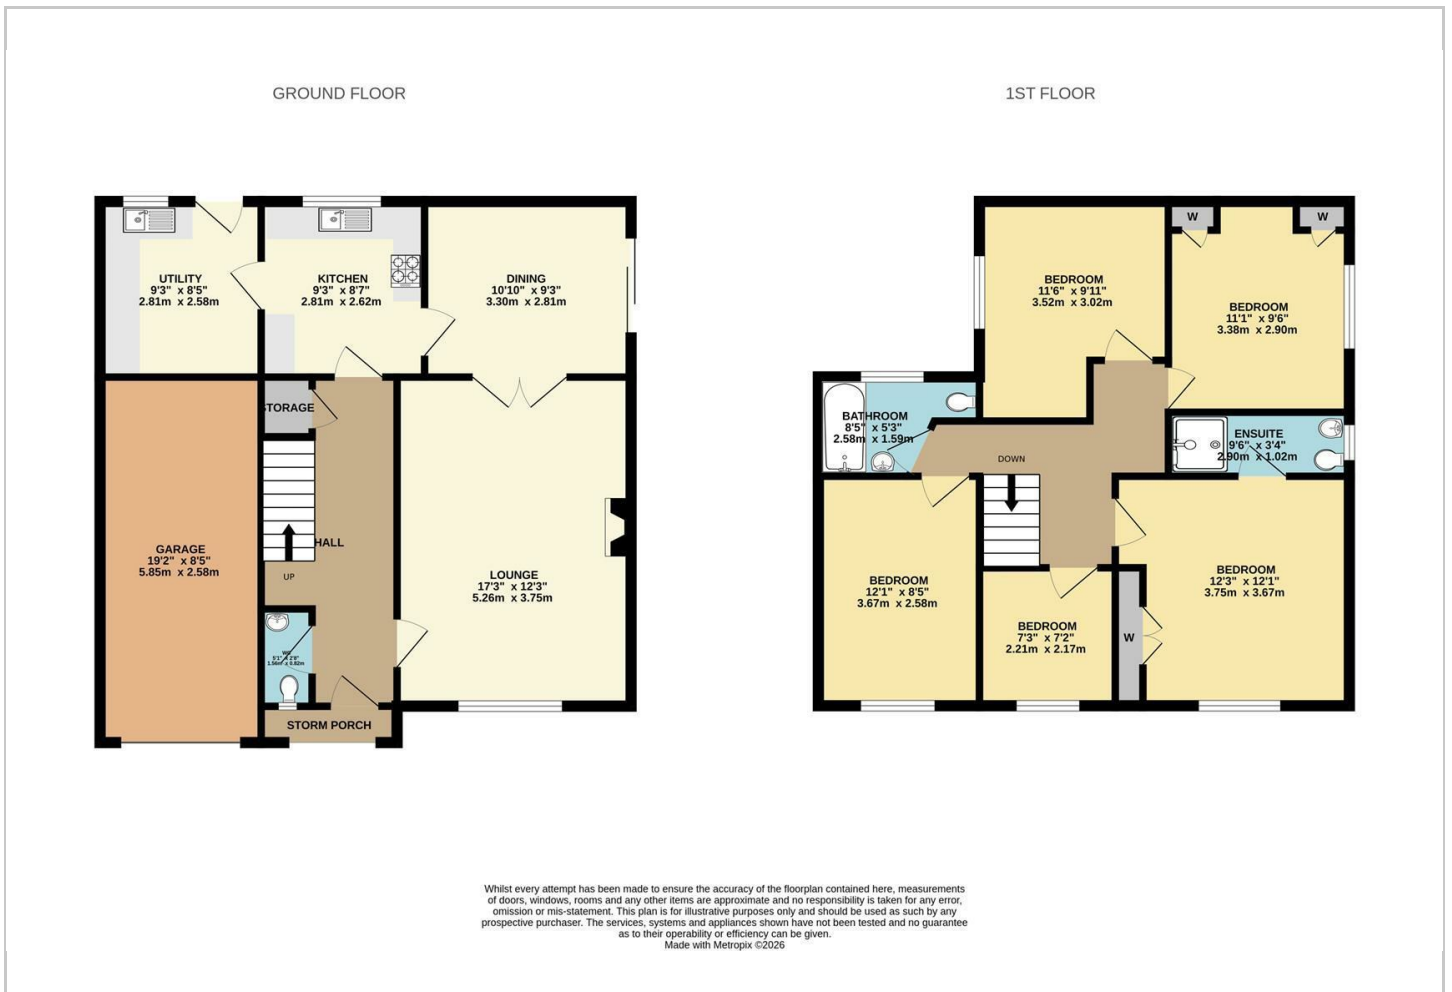 GROUND FLOOR
UTILITY
9'3" x 8'5"
2.81m x 2.58m
KITCHEN
9'3" x 8'7"
2.81m x 2.62m
DINING
10'10" x 9'3"
3.30m x 2.81m
STORAGE
GARAGE
19'2" x 8'5"
5.85m x 2.58m
HALL
UP
LOUNGE
17'3" x 12'3"
5.26m x 3.75m
WC
5'1" x 2'8"
1.56m x 0.82m
STORM PORCH
1ST FLOOR
BEDROOM
11'6" x 9'11"
3.52m x 3.02m
W
W
BEDROOM
11'1" x 9'6"
3.38m x 2.90m
BATHROOM
8'5" x 5'3"
2.58m x 1.59m
DOWN
ENSUITE
9'6" x 3'4"
2.90m x 1.02m
BEDROOM
12'1" x 8'5"
3.67m x 2.58m
BEDROOM
7'3" x 7'2"
2.21m x 2.17m
W
BEDROOM
12'3" x 12'1"
3.75m x 3.67m
Whilst every attempt has been made to ensure the accuracy of the floorplan contained here, measurements
of doors, windows, rooms and any other items are approximate and no responsibility is taken for any error,
omission or mis-statement. This plan is for illustrative purposes only and should be used as such by any
prospective purchaser. The services, systems and appliances shown have not been tested and no guarantee
as to their operability or efficiency can be given.
Made with Metropix ©2026